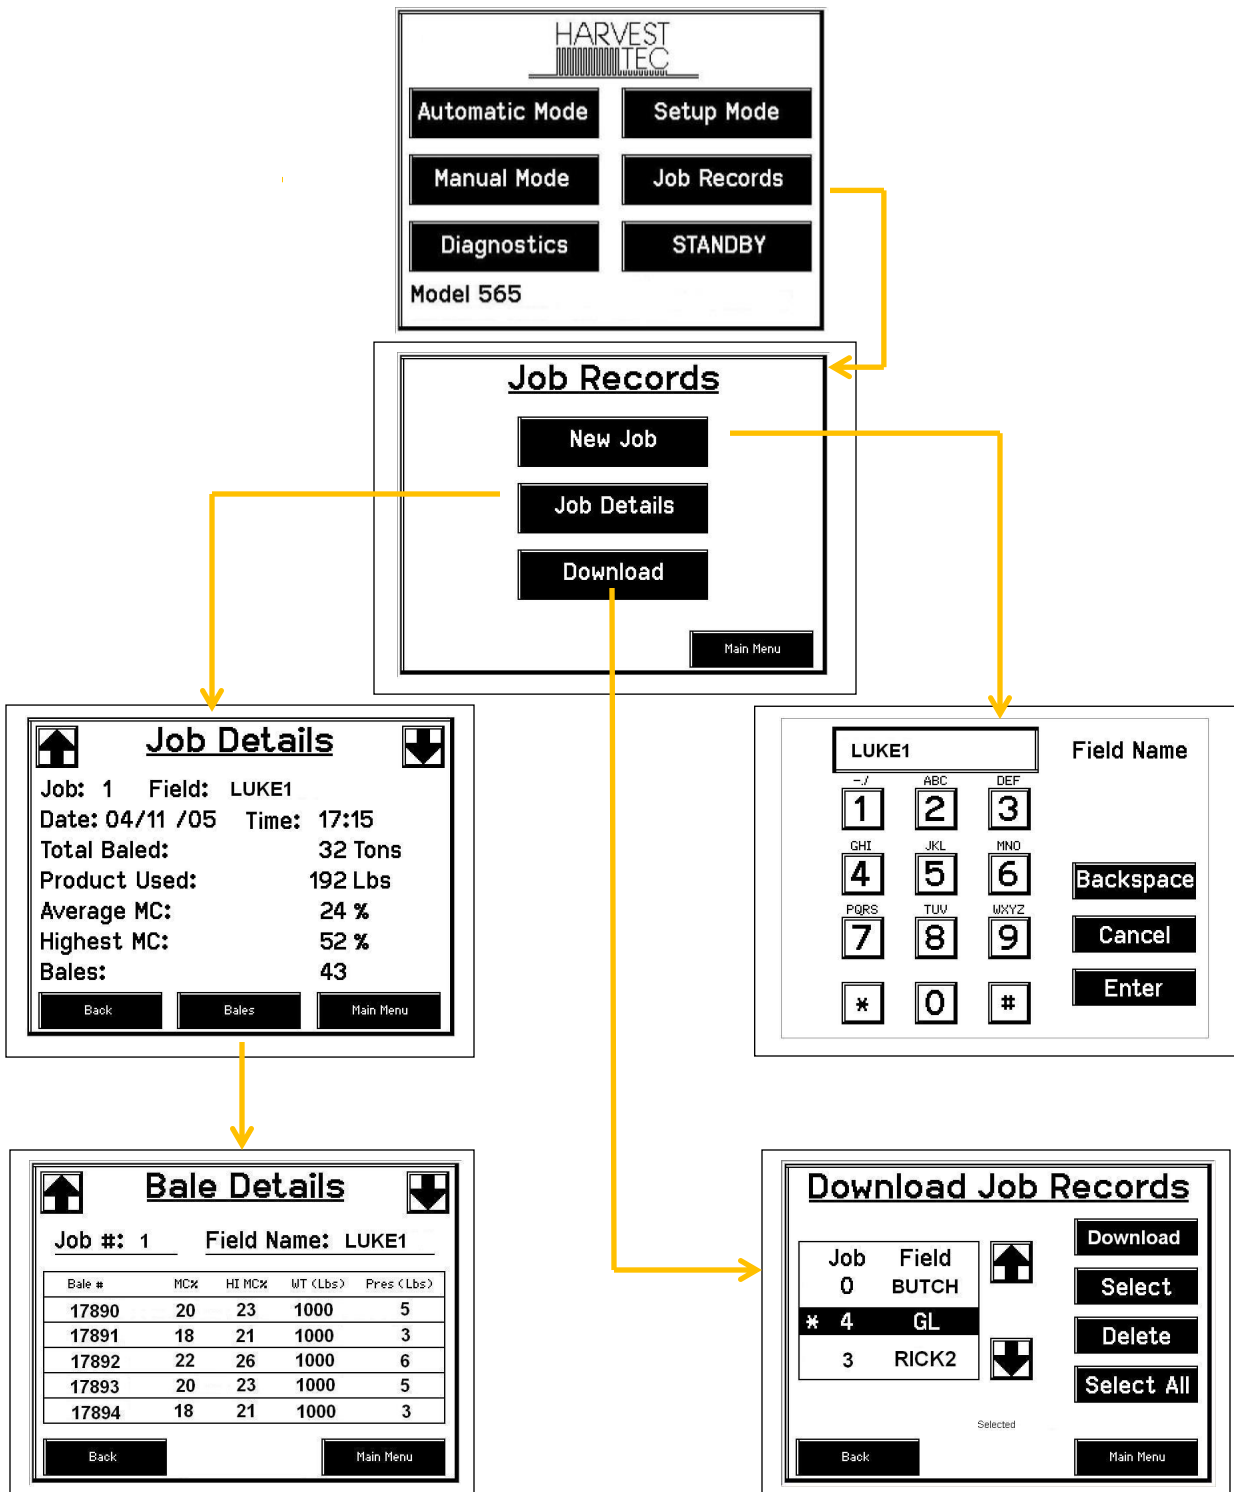 HARVEST
TEC
Automatic Mode
Setup Mode
Manual Mode
Job Records
Diagnostics
STANDBY
Model 565
Job Records
New Job
Job Details
Download
Main Menu
Job Details
Job: 1 Field: LUKE1
Date: 04/11 /05 Time: 17:15
Total Baled: 32 Tons
Product Used: 192 Lbs
Average MC: 24 %
Highest MC: 52 %
Bales: 43
Back Bales Main Menu
LUKE1
Field Name
-./ ABC DEF
1 2 3
GHI JKL MNO
4 5 6
PQRS TUV WXYZ
7 8 9
* 0 #
Backspace
Cancel
Enter
Bale Details
Job #: 1 Field Name: LUKE1
Bale # MC% HI MC% WT (Lbs) Pres (Lbs)
17890 20 23 1000 5
17891 18 21 1000 3
17892 22 26 1000 6
17893 20 23 1000 5
17894 18 21 1000 3
Back Main Menu
Download Job Records
Job Field
0 BUTCH
* 4 GL
3 RICK2
Download
Select
Delete
Select All
Selected
Back Main Menu